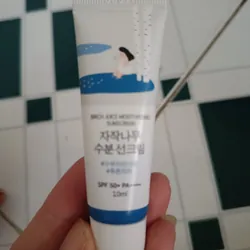 BIRCH JUICE MOISTURIZING
SUNSCREEN
자작나무
수분 선크림
SPF 50+ PA++++
10ml